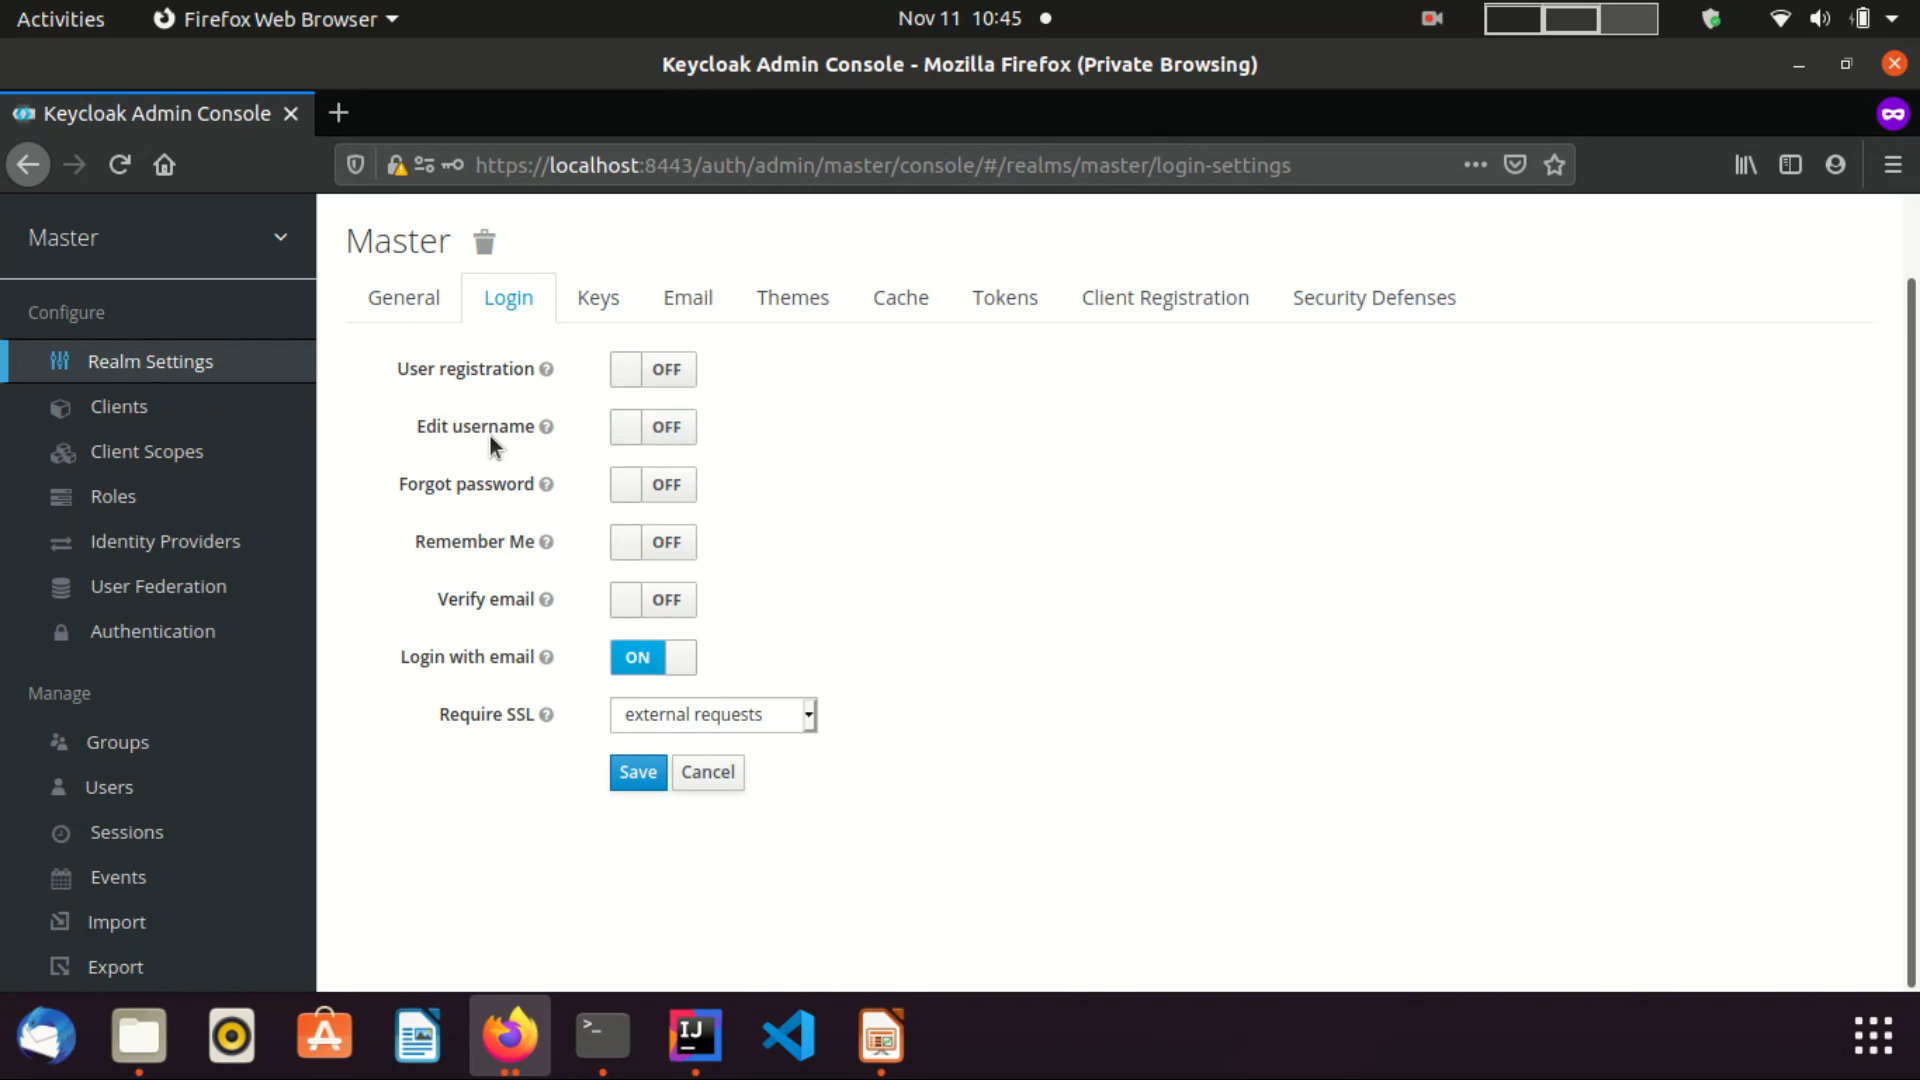 Activities
Firefox Web Browser
Nov 11 10:45
Keycloak Admin Console - Mozilla Firefox (Private Browsing)
Keycloak Admin Console
https://localhost:8443/auth/admin/master/console/#/realms/master/login-settings
Master
Configure
Realm Settings
Clients
Client Scopes
Roles
Identity Providers
User Federation
Authentication
Manage
Groups
Users
Sessions
Events
Import
Export
Master
General Login Keys Email Themes Cache Tokens Client Registration Security Defenses
User registration OFF
Edit username OFF
Forgot password OFF
Remember Me OFF
Verify email OFF
Login with email ON
Require SSL external requests
Save Cancel
>_
IJ